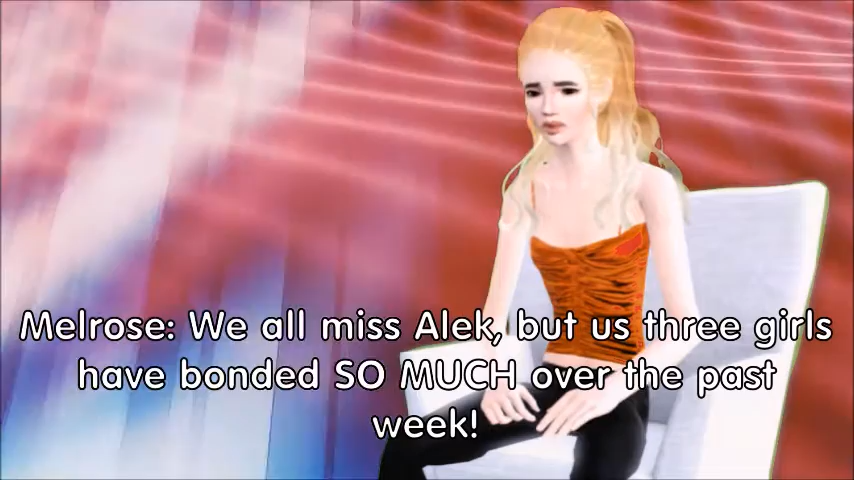 Melrose: We all miss Alek, but us three girls
have bonded SO MUCH over the past
week!